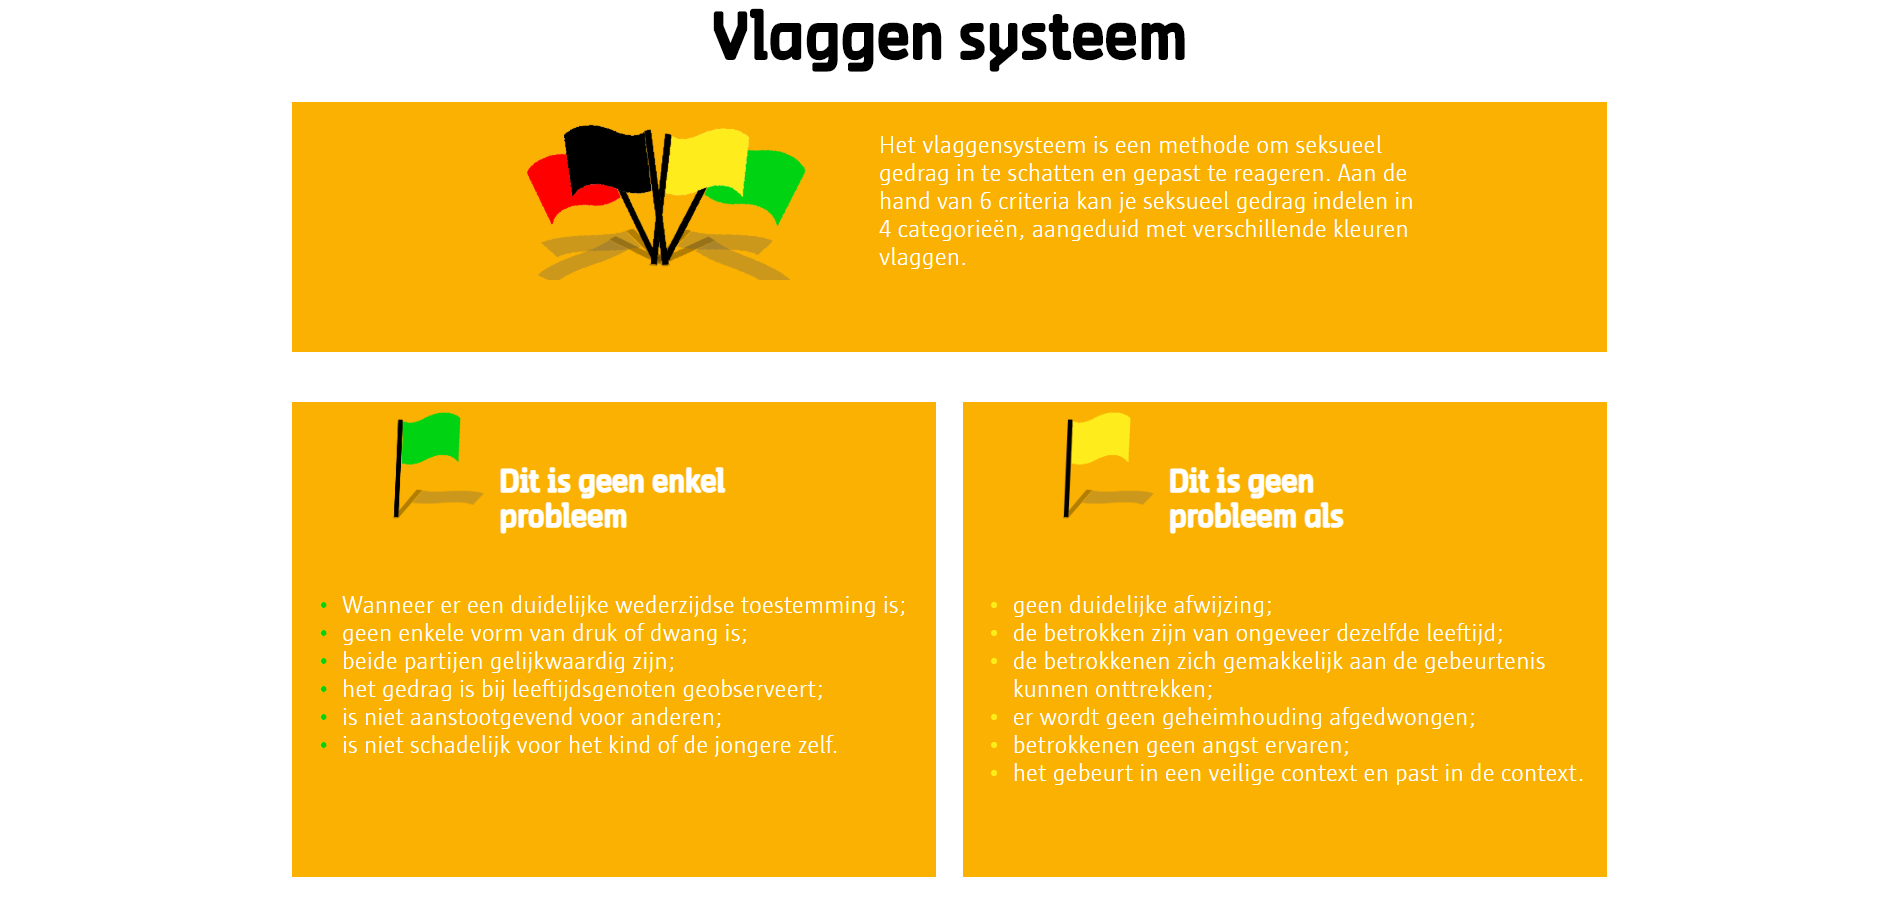 Vlaggen systeem
Het vlaggensysteem is een methode om seksueel
gedrag in te schatten en gepast te reageren. Aan de
hand van 6 criteria kan je seksueel gedrag indelen in
4 categorieën, aangeduid met verschillende kleuren
vlaggen.
Dit is geen enkel
probleem
• Wanneer er een duidelijke wederzijdse toestemming is;
• geen enkele vorm van druk of dwang is;
• beide partijen gelijkwaardig zijn;
• het gedrag is bij leeftijdsgenoten geobserveert;
• is niet aanstootgevend voor anderen;
• is niet schadelijk voor het kind of de jongere zelf.
Dit is geen
probleem als
• geen duidelijke afwijzing;
• de betrokken zijn van ongeveer dezelfde leeftijd;
• de betrokkenen zich gemakkelijk aan de gebeurtenis
kunnen onttrekken;
• er wordt geen geheimhouding afgedwongen;
• betrokkenen geen angst ervaren;
• het gebeurt in een veilige context en past in de context.